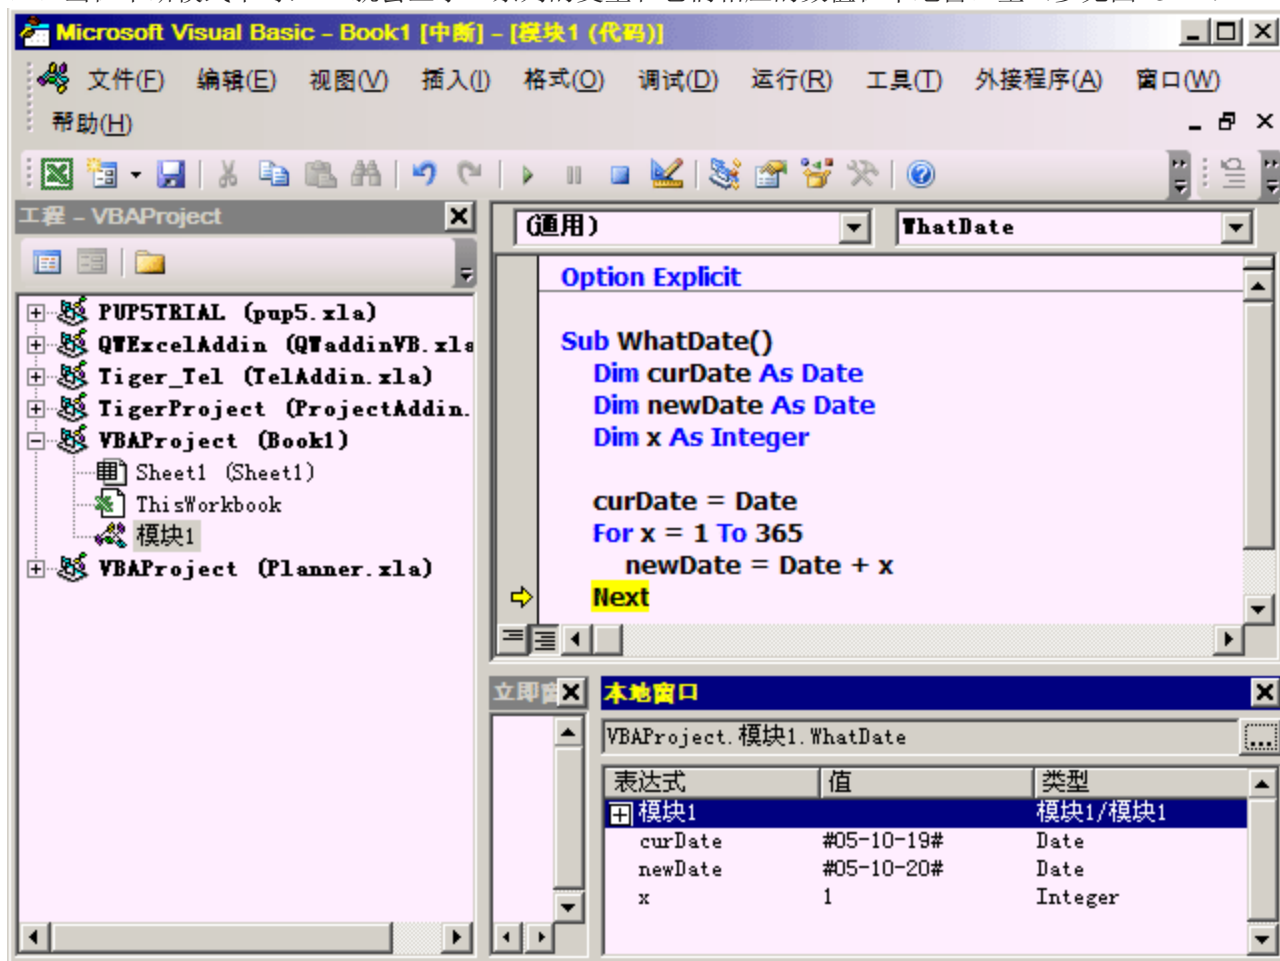 Microsoft Visual Basic - Book1 [中断] - [模块1 (代码)]
文件(F) 编辑(E) 视图(V) 插入(I) 格式(O) 调试(D) 运行(R) 工具(T) 外接程序(A) 窗口(W)
帮助(H)
工程 - VBAProject
PUP5TRIAL (pup5.xla)
QWExcelAddin (QWaddinVB.xla
Tiger_Tel (TelAddin.xla)
TigerProject (ProjectAddin.
VBAProject (Book1)
Sheet1 (Sheet1)
ThisWorkbook
模块1
VBAProject (Planner.xla)
(通用) WhatDate
Option Explicit
Sub WhatDate()
Dim curDate As Date
Dim newDate As Date
Dim x As Integer
curDate = Date
For x = 1 To 365
newDate = Date + x
Next
立即
本地窗口
VBAProject.模块1.WhatDate
...
表达式 值 类型
模块1 模块1/模块1
curDate #05-10-19# Date
newDate #05-10-20# Date
x 1 Integer